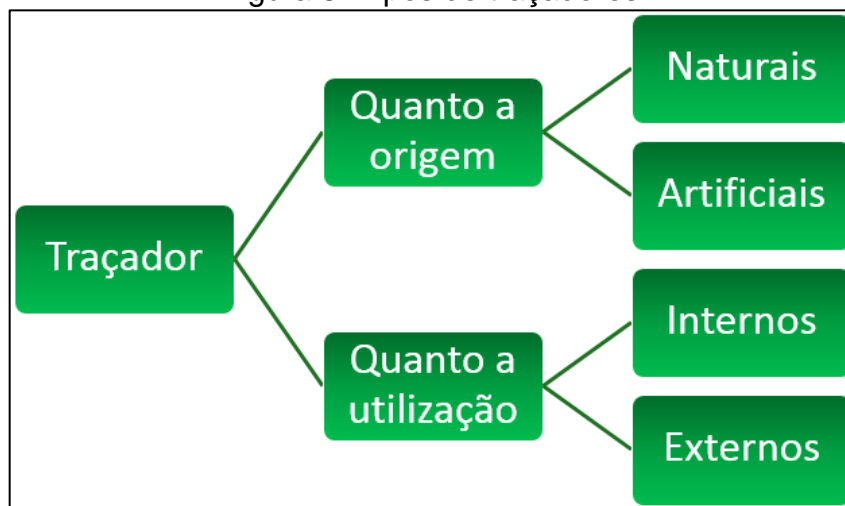 Naturais
Quanto a
origem
Artificiais
Traçador
Internos
Quanto a
utilização
Externos